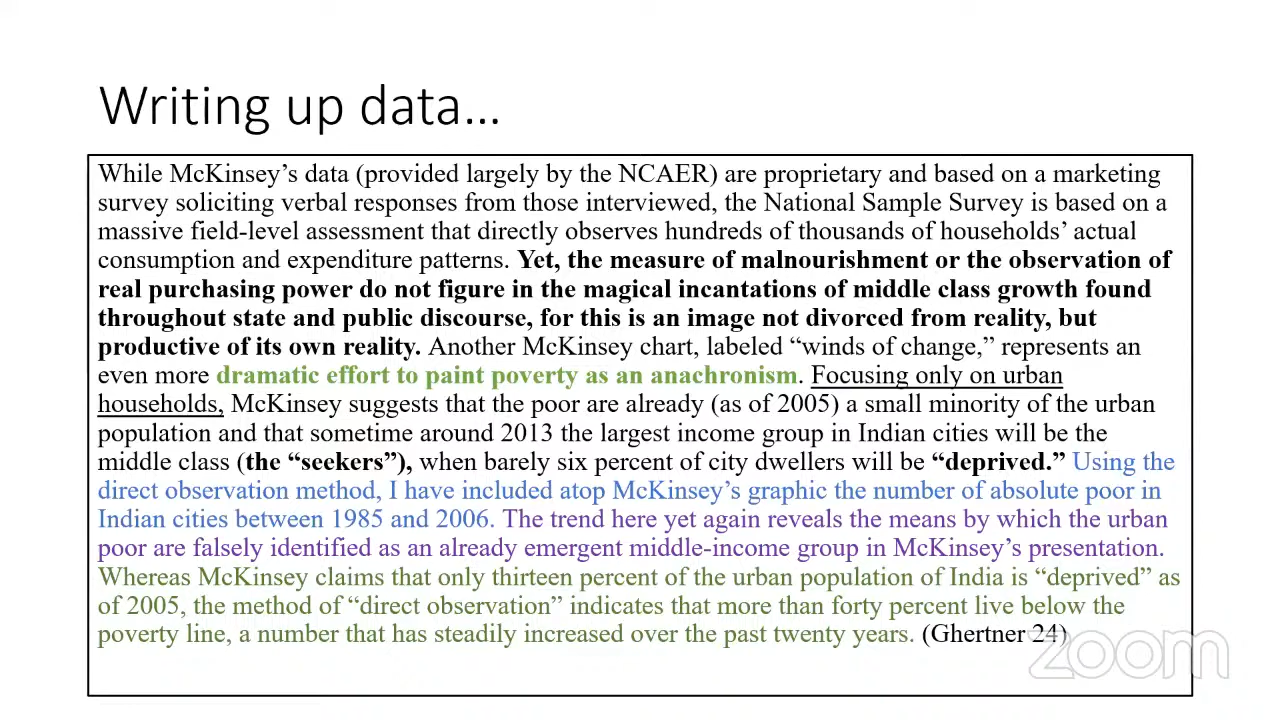 Writing up data...
While McKinsey’s data (provided largely by the NCAER) are proprietary and based on a marketing
survey soliciting verbal responses from those interviewed, the National Sample Survey is based on a
massive field-level assessment that directly observes hundreds of thousands of households’ actual
consumption and expenditure patterns. Yet, the measure of malnourishment or the observation of
real purchasing power do not figure in the magical incantations of middle class growth found
throughout state and public discourse, for this is an image not divorced from reality, but
productive of its own reality. Another McKinsey chart, labeled “winds of change,” represents an
even more dramatic effort to paint poverty as an anachronism. Focusing only on urban
households, McKinsey suggests that the poor are already (as of 2005) a small minority of the urban
population and that sometime around 2013 the largest income group in Indian cities will be the
middle class (the “seekers”), when barely six percent of city dwellers will be “deprived.” Using the
direct observation method, I have included atop McKinsey’s graphic the number of absolute poor in
Indian cities between 1985 and 2006. The trend here yet again reveals the means by which the urban
poor are falsely identified as an already emergent middle-income group in McKinsey’s presentation.
Whereas McKinsey claims that only thirteen percent of the urban population of India is “deprived” as
of 2005, the method of “direct observation” indicates that more than forty percent live below the
poverty line, a number that has steadily increased over the past twenty years. (Ghertner 24)
zoom